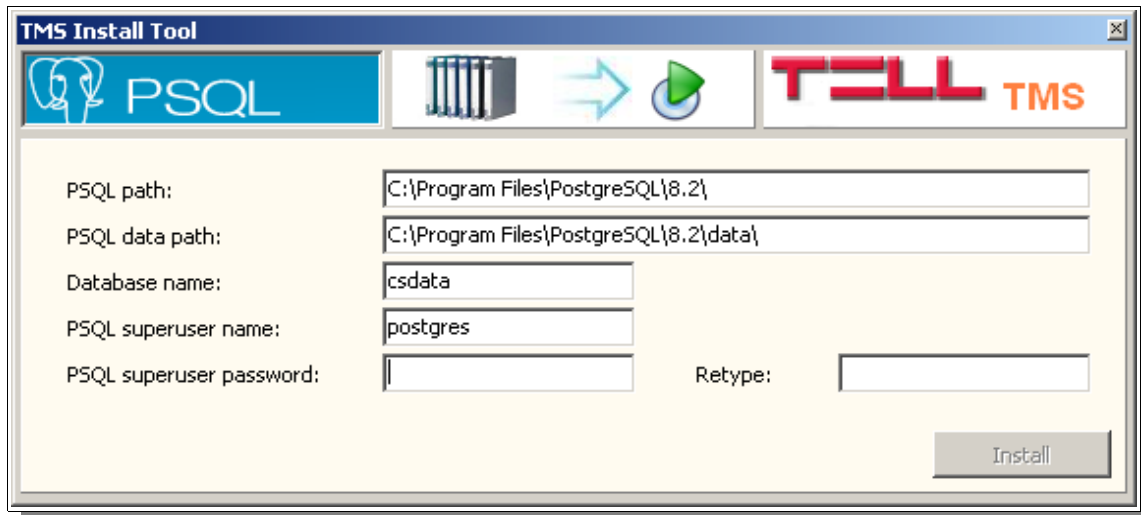 TMS Install Tool
PSQL
TELL TMS
PSQL path: C:\Program Files\PostgreSQL\8.2\
PSQL data path: C:\Program Files\PostgreSQL\8.2\data\
Database name: csdata
PSQL superuser name: postgres
PSQL superuser password: Retype:
Install